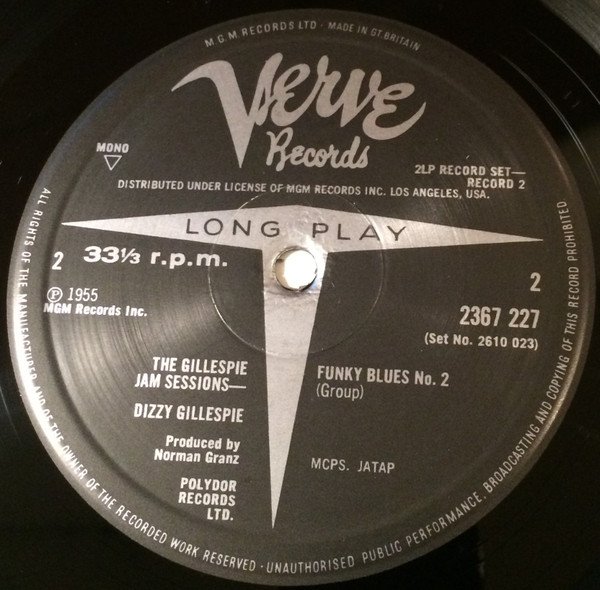 M.G.M RECORDS LTD · MADE IN GT. BRITAIN
Verve
Records
MONO
2LP RECORD SET—
RECORD 2
DISTRIBUTED UNDER LICENSE OF MGM RECORDS INC. LOS ANGELES, USA.
LONG PLAY
2
33⅓ r.p.m.
2
Ⓟ 1955
MGM Records Inc.
2367 227
(Set No. 2610 023)
THE GILLESPIE
JAM SESSIONS—
DIZZY GILLESPIE
Produced by
Norman Granz
POLYDOR
RECORDS
LTD.
FUNKY BLUES No. 2
(Group)
MCPS. JATAP
ALL RIGHTS OF THE MANUFACTURER AND OF THE OWNER OF THE RECORDED WORK RESERVED · UNAUTHORISED PUBLIC PERFORMANCE, BROADCASTING AND COPYING OF THIS RECORD PROHIBITED